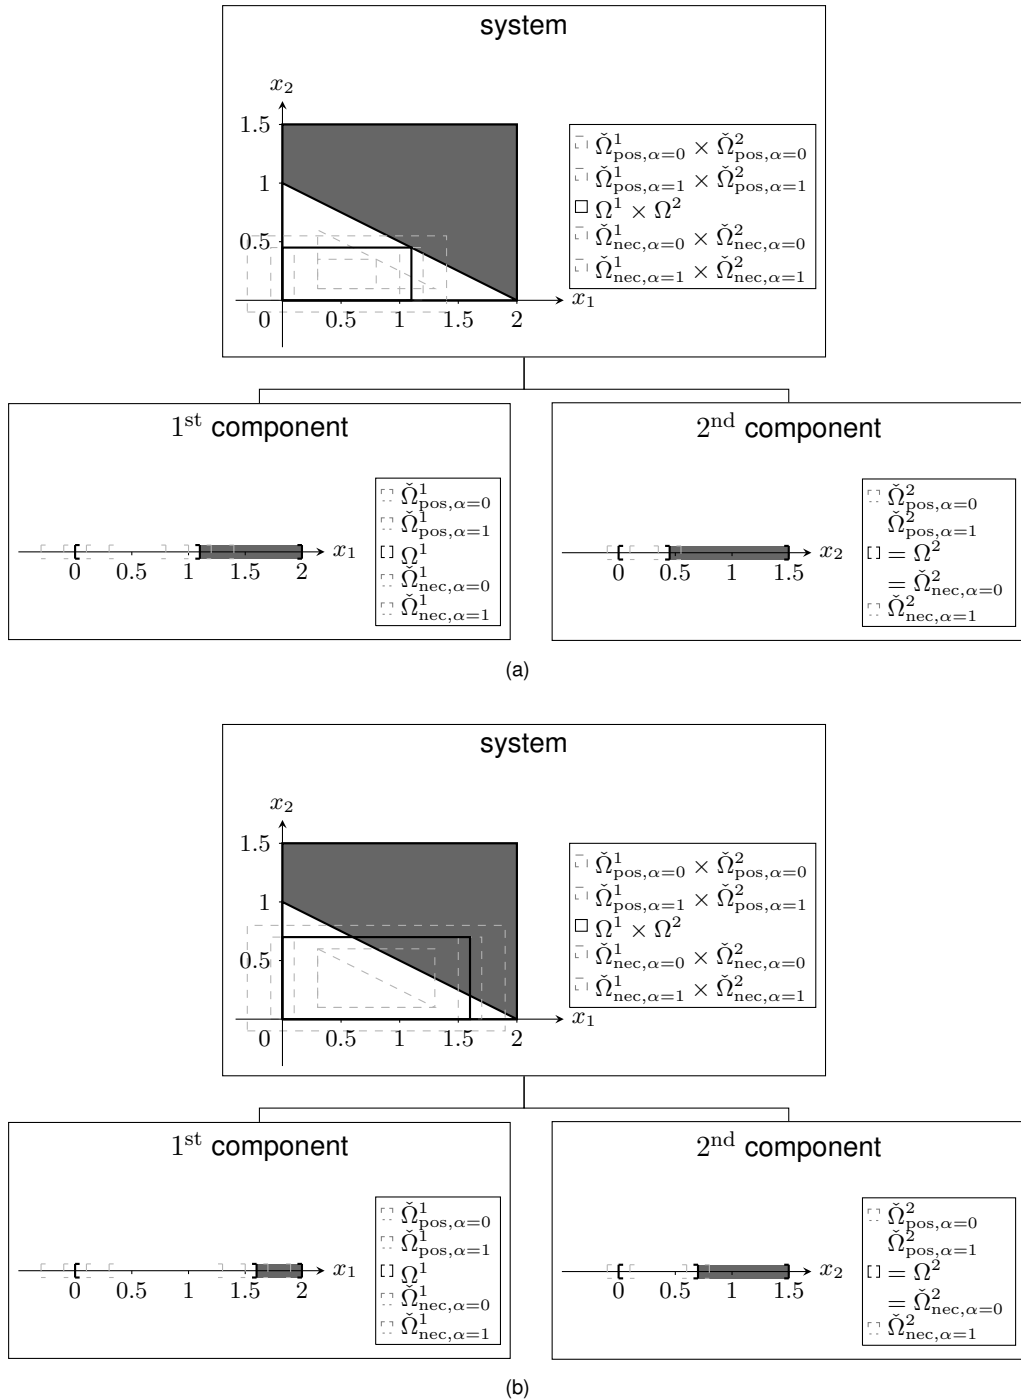 system
x₂
1.5
1
0.5
0
0.5
1
1.5
2
x₁
Ω̌¹pos,α=0 × Ω̌²pos,α=0
Ω̌¹pos,α=1 × Ω̌²pos,α=1
Ω¹ × Ω²
Ω̌¹nec,α=0 × Ω̌²nec,α=0
Ω̌¹nec,α=1 × Ω̌²nec,α=1
1st component
0
0.5
1
1.5
2
x₁
Ω̌¹pos,α=0
Ω̌¹pos,α=1
Ω¹
Ω̌¹nec,α=0
Ω̌¹nec,α=1
2nd component
0
0.5
1
1.5
x₂
Ω̌²pos,α=0
Ω̌²pos,α=1
= Ω²
= Ω̌²nec,α=0
Ω̌²nec,α=1
(a)
system
x₂
1.5
1
0.5
0
0.5
1
1.5
2
x₁
Ω̌¹pos,α=0 × Ω̌²pos,α=0
Ω̌¹pos,α=1 × Ω̌²pos,α=1
Ω¹ × Ω²
Ω̌¹nec,α=0 × Ω̌²nec,α=0
Ω̌¹nec,α=1 × Ω̌²nec,α=1
1st component
0
0.5
1
1.5
2
x₁
Ω̌¹pos,α=0
Ω̌¹pos,α=1
Ω¹
Ω̌¹nec,α=0
Ω̌¹nec,α=1
2nd component
0
0.5
1
1.5
x₂
Ω̌²pos,α=0
Ω̌²pos,α=1
= Ω²
= Ω̌²nec,α=0
Ω̌²nec,α=1
(b)